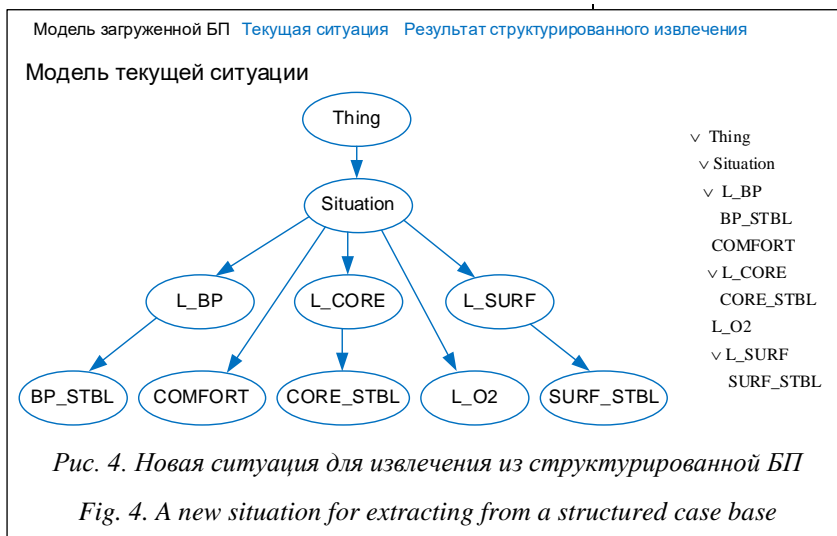 Модель загруженной БП Текущая ситуация Результат структурированного извлечения
Модель текущей ситуации
Thing
Situation
L_BP L_CORE L_SURF
BP_STBL COMFORT CORE_STBL L_O2 SURF_STBL
∨ Thing
∨ Situation
∨ L_BP
BP_STBL
COMFORT
∨ L_CORE
CORE_STBL
L_O2
∨ L_SURF
SURF_STBL
Рис. 4. Новая ситуация для извлечения из структурированной БП
Fig. 4. A new situation for extracting from a structured case base